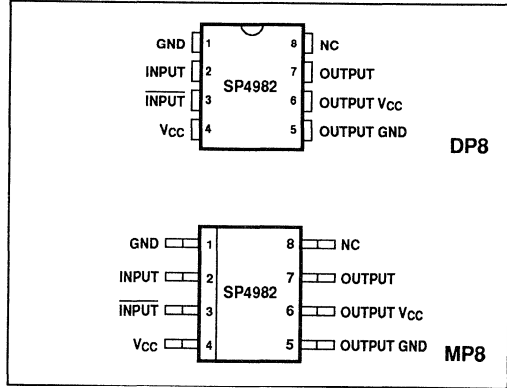 GND 1 8 NC
INPUT 2 7 OUTPUT
SP4982
INPUT 3 6 OUTPUT VCC
VCC 4 5 OUTPUT GND
DP8
GND 1 8 NC
INPUT 2 7 OUTPUT
SP4982
INPUT 3 6 OUTPUT VCC
VCC 4 5 OUTPUT GND
MP8